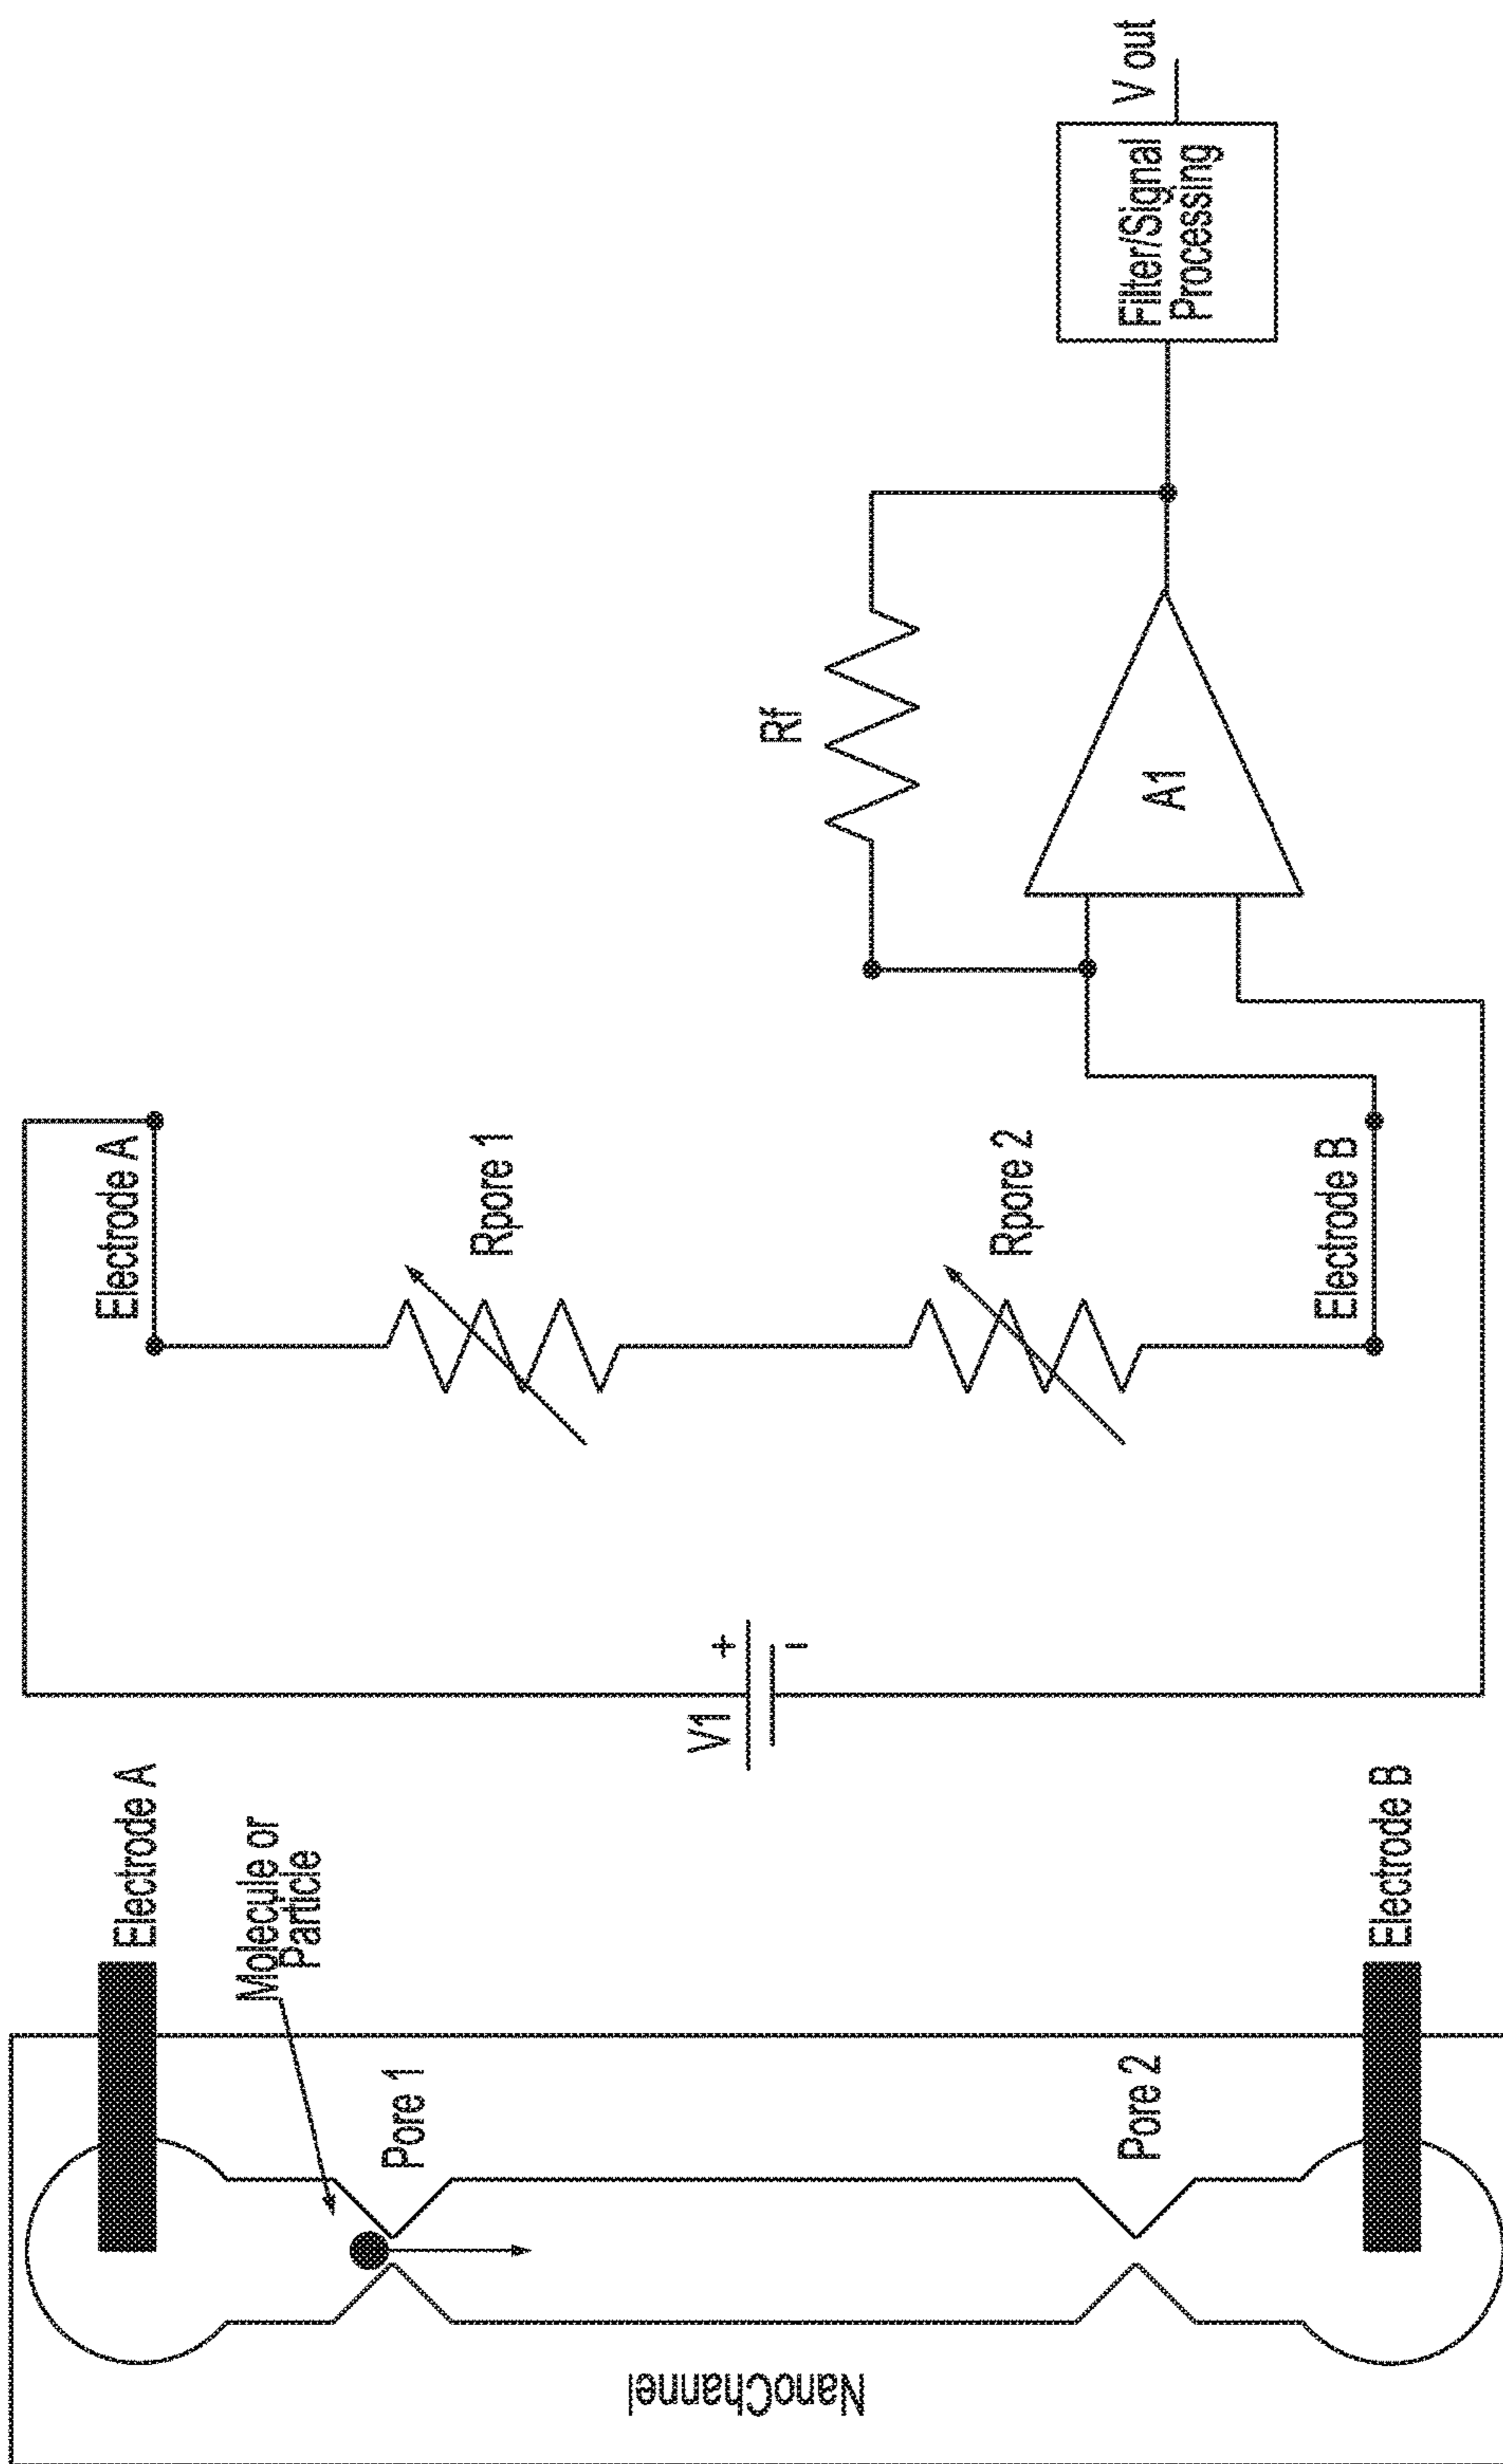 NanoChannel
Electrode A
Molecule or
Particle
Pore 1
Pore 2
Electrode B
V1
+
-
Electrode A
Rpore 1
Rpore 2
Electrode B
Rf
A1
Filter/Signal
Processing
V out